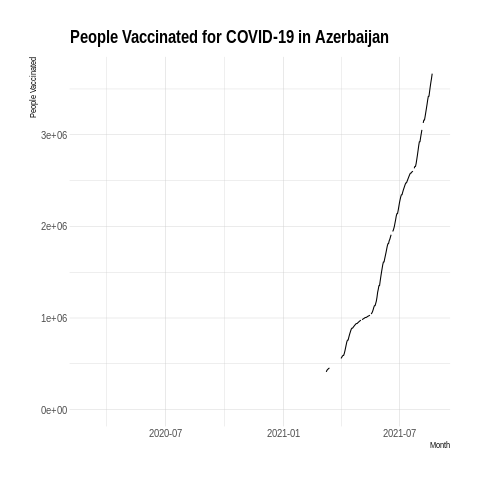 People Vaccinated for COVID-19 in Azerbaijan
People Vaccinated
3e+06
2e+06
1e+06
0e+00
2020-07 2021-01 2021-07
Month